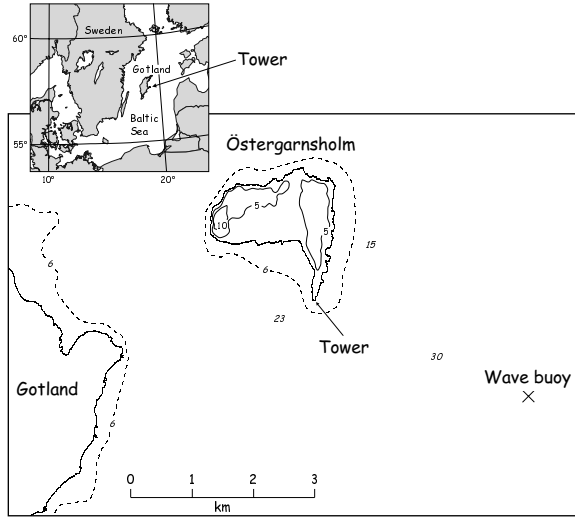 60°
Sweden
Gotland
Tower
Baltic
Sea
55°
10°
20°
Östergarnsholm
5
10
5
15
6
6
23
Tower
30
Gotland
Wave buoy
6
0 1 2 3
km